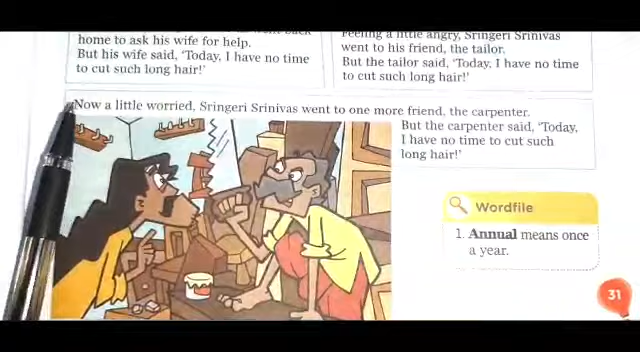 home to ask his wife for help.
But his wife said, 'Today, I have no time
to cut such long hair!'
Feeling a little angry, Sringeri Srinivas
went to his friend, the tailor.
But the tailor said, 'Today, I have no time
to cut such long hair!'
Now a little worried, Sringeri Srinivas went to one more friend, the carpenter.
But the carpenter said, 'Today,
I have no time to cut such
long hair!'
Wordfile
1. Annual means once
a year.
31